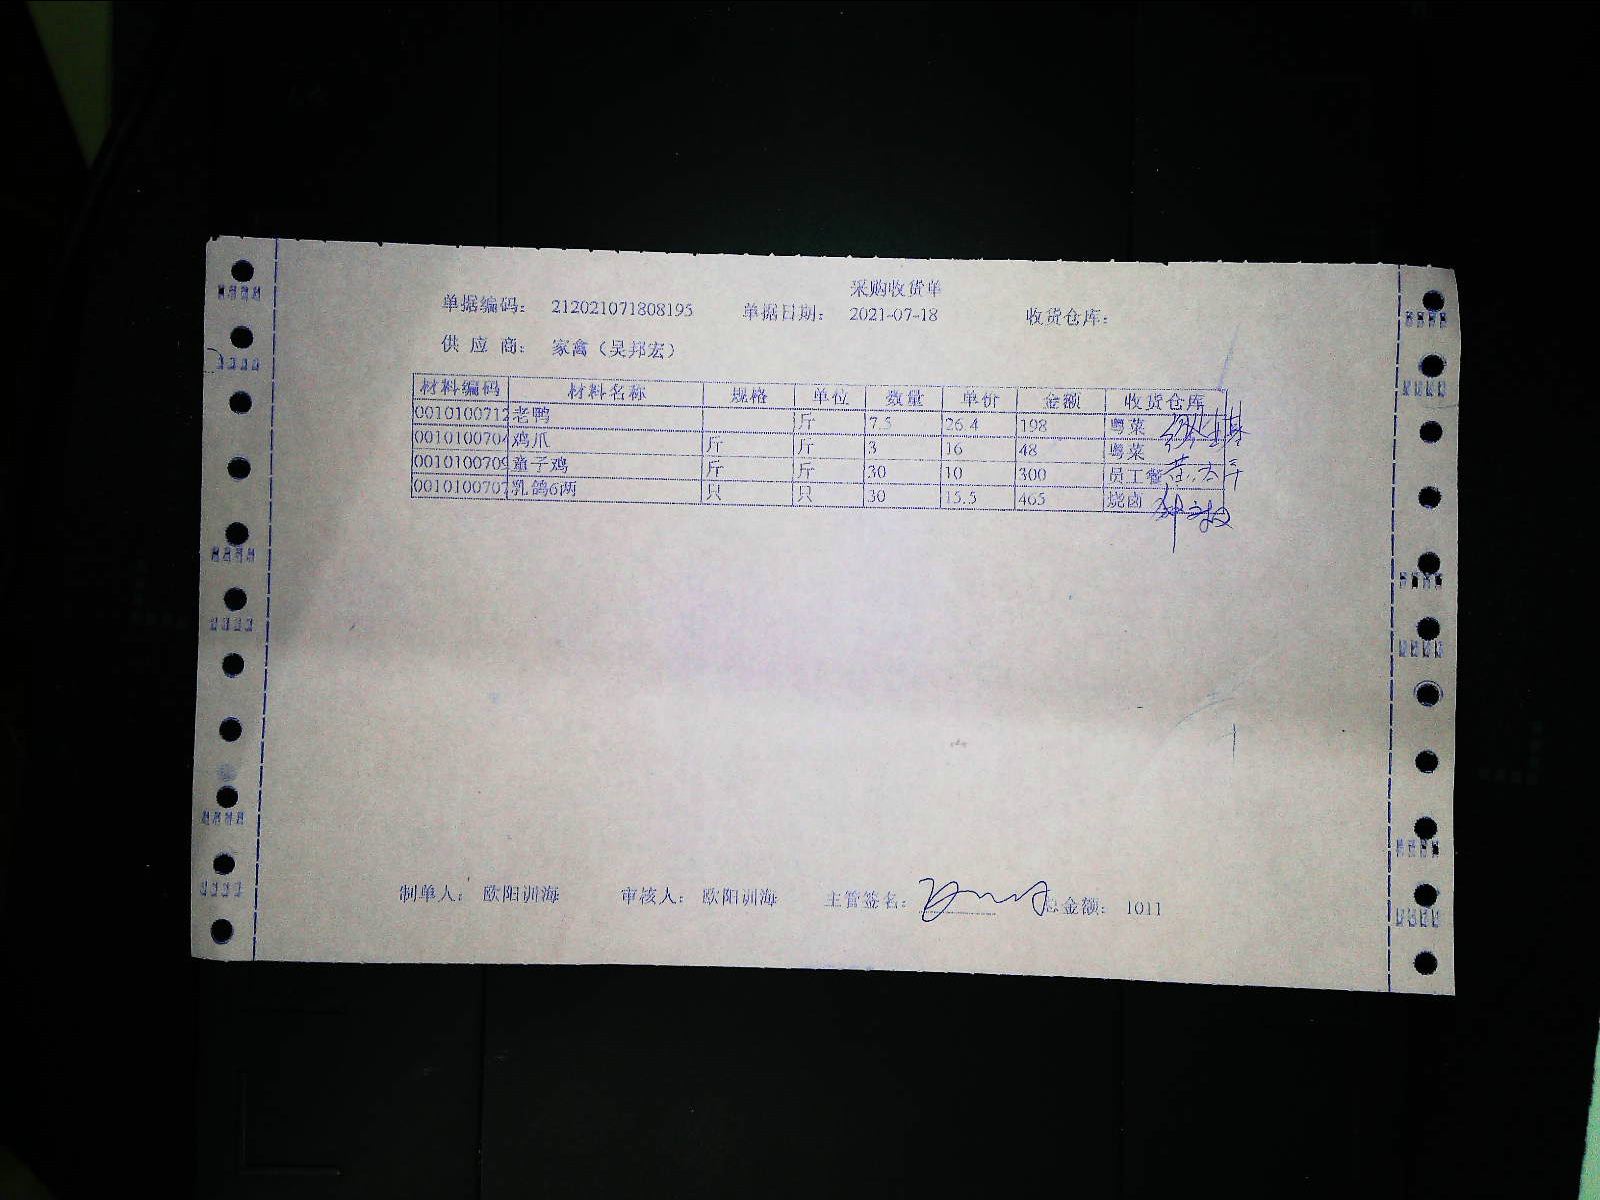 采购收货单
单据编码： 212021071808195 单据日期： 2021-07-18 收货仓库：
供 应 商： 家禽（吴邦宏）
材料编码 材料名称 规格 单位 数量 单价 金额 收货仓库
0010100712 老鸭 斤 7.5 26.4 198 粤菜
0010100704 鸡爪 斤 斤 3 16 48 粤菜
0010100709 童子鸡 斤 斤 30 10 300 员工餐
0010100707 乳鸽6两 只 只 30 15.5 465 烧卤
制单人： 欧阳训海 审核人： 欧阳训海 主管签名： 总金额： 1011